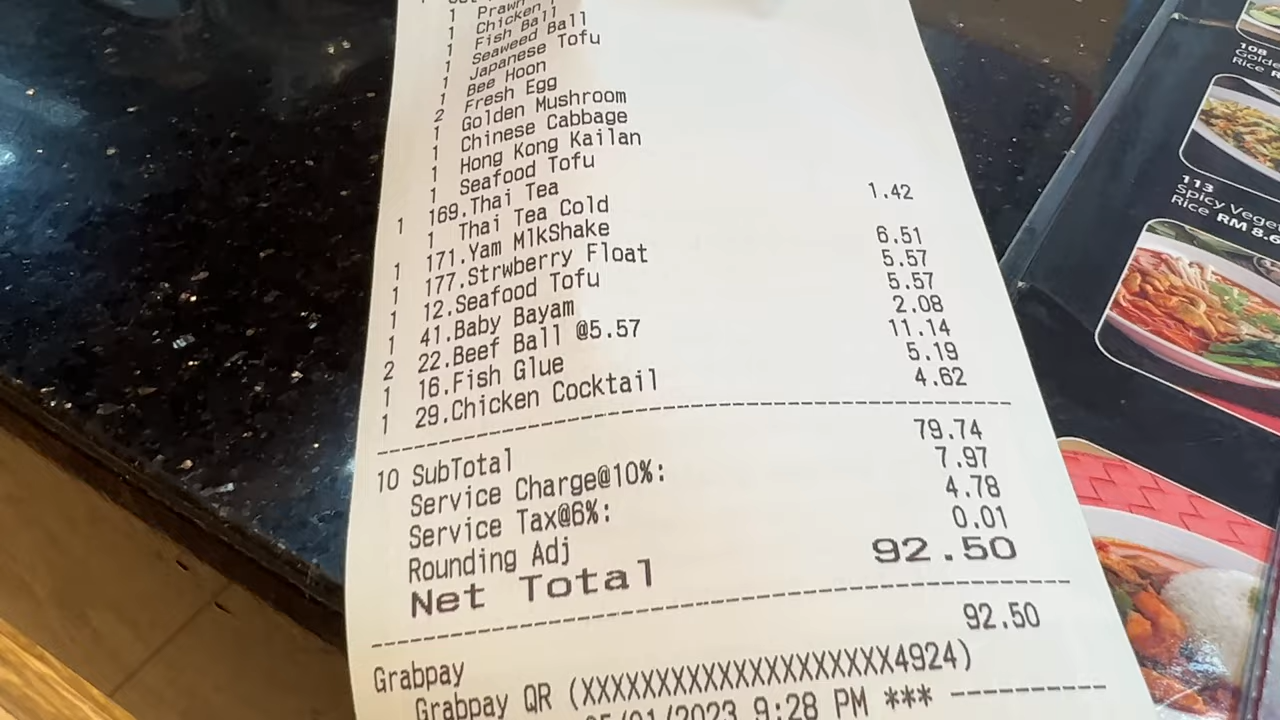 1 Prawn
1 Chicken
1 Fish Ball
1 Seaweed Ball
1 Japanese Tofu
1 Bee Hoon
2 Fresh Egg
1 Golden Mushroom
1 Chinese Cabbage
1 Hong Kong Kailan
1 Seafood Tofu
1 169.Thai Tea 1.42
1 Thai Tea Cold
1 171.Yam MlkShake 6.51
1 177.Strwberry Float 5.57
1 12.Seafood Tofu 5.57
1 41.Baby Bayam 2.08
2 22.Beef Ball @5.57 11.14
1 16.Fish Glue 5.19
1 29.Chicken Cocktail 4.62
10 SubTotal 79.74
Service Charge@10%: 7.97
Service Tax@6%: 4.78
Rounding Adj 0.01
Net Total 92.50
Grabpay 92.50
Grabpay QR (XXXXXXXXXXXXXXXXXXX4924)
05/01/2023 9:28 PM ***
108
Rice
113
Spicy
Rice RM 8.6